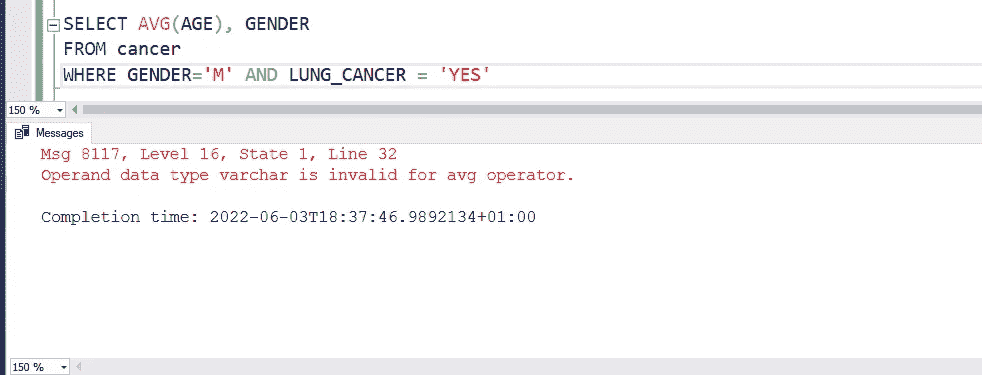 SELECT AVG(AGE), GENDER
FROM cancer
WHERE GENDER='M' AND LUNG_CANCER = 'YES'
150 %
Messages
Msg 8117, Level 16, State 1, Line 32
Operand data type varchar is invalid for avg operator.
Completion time: 2022-06-03T18:37:46.9892134+01:00
150 %